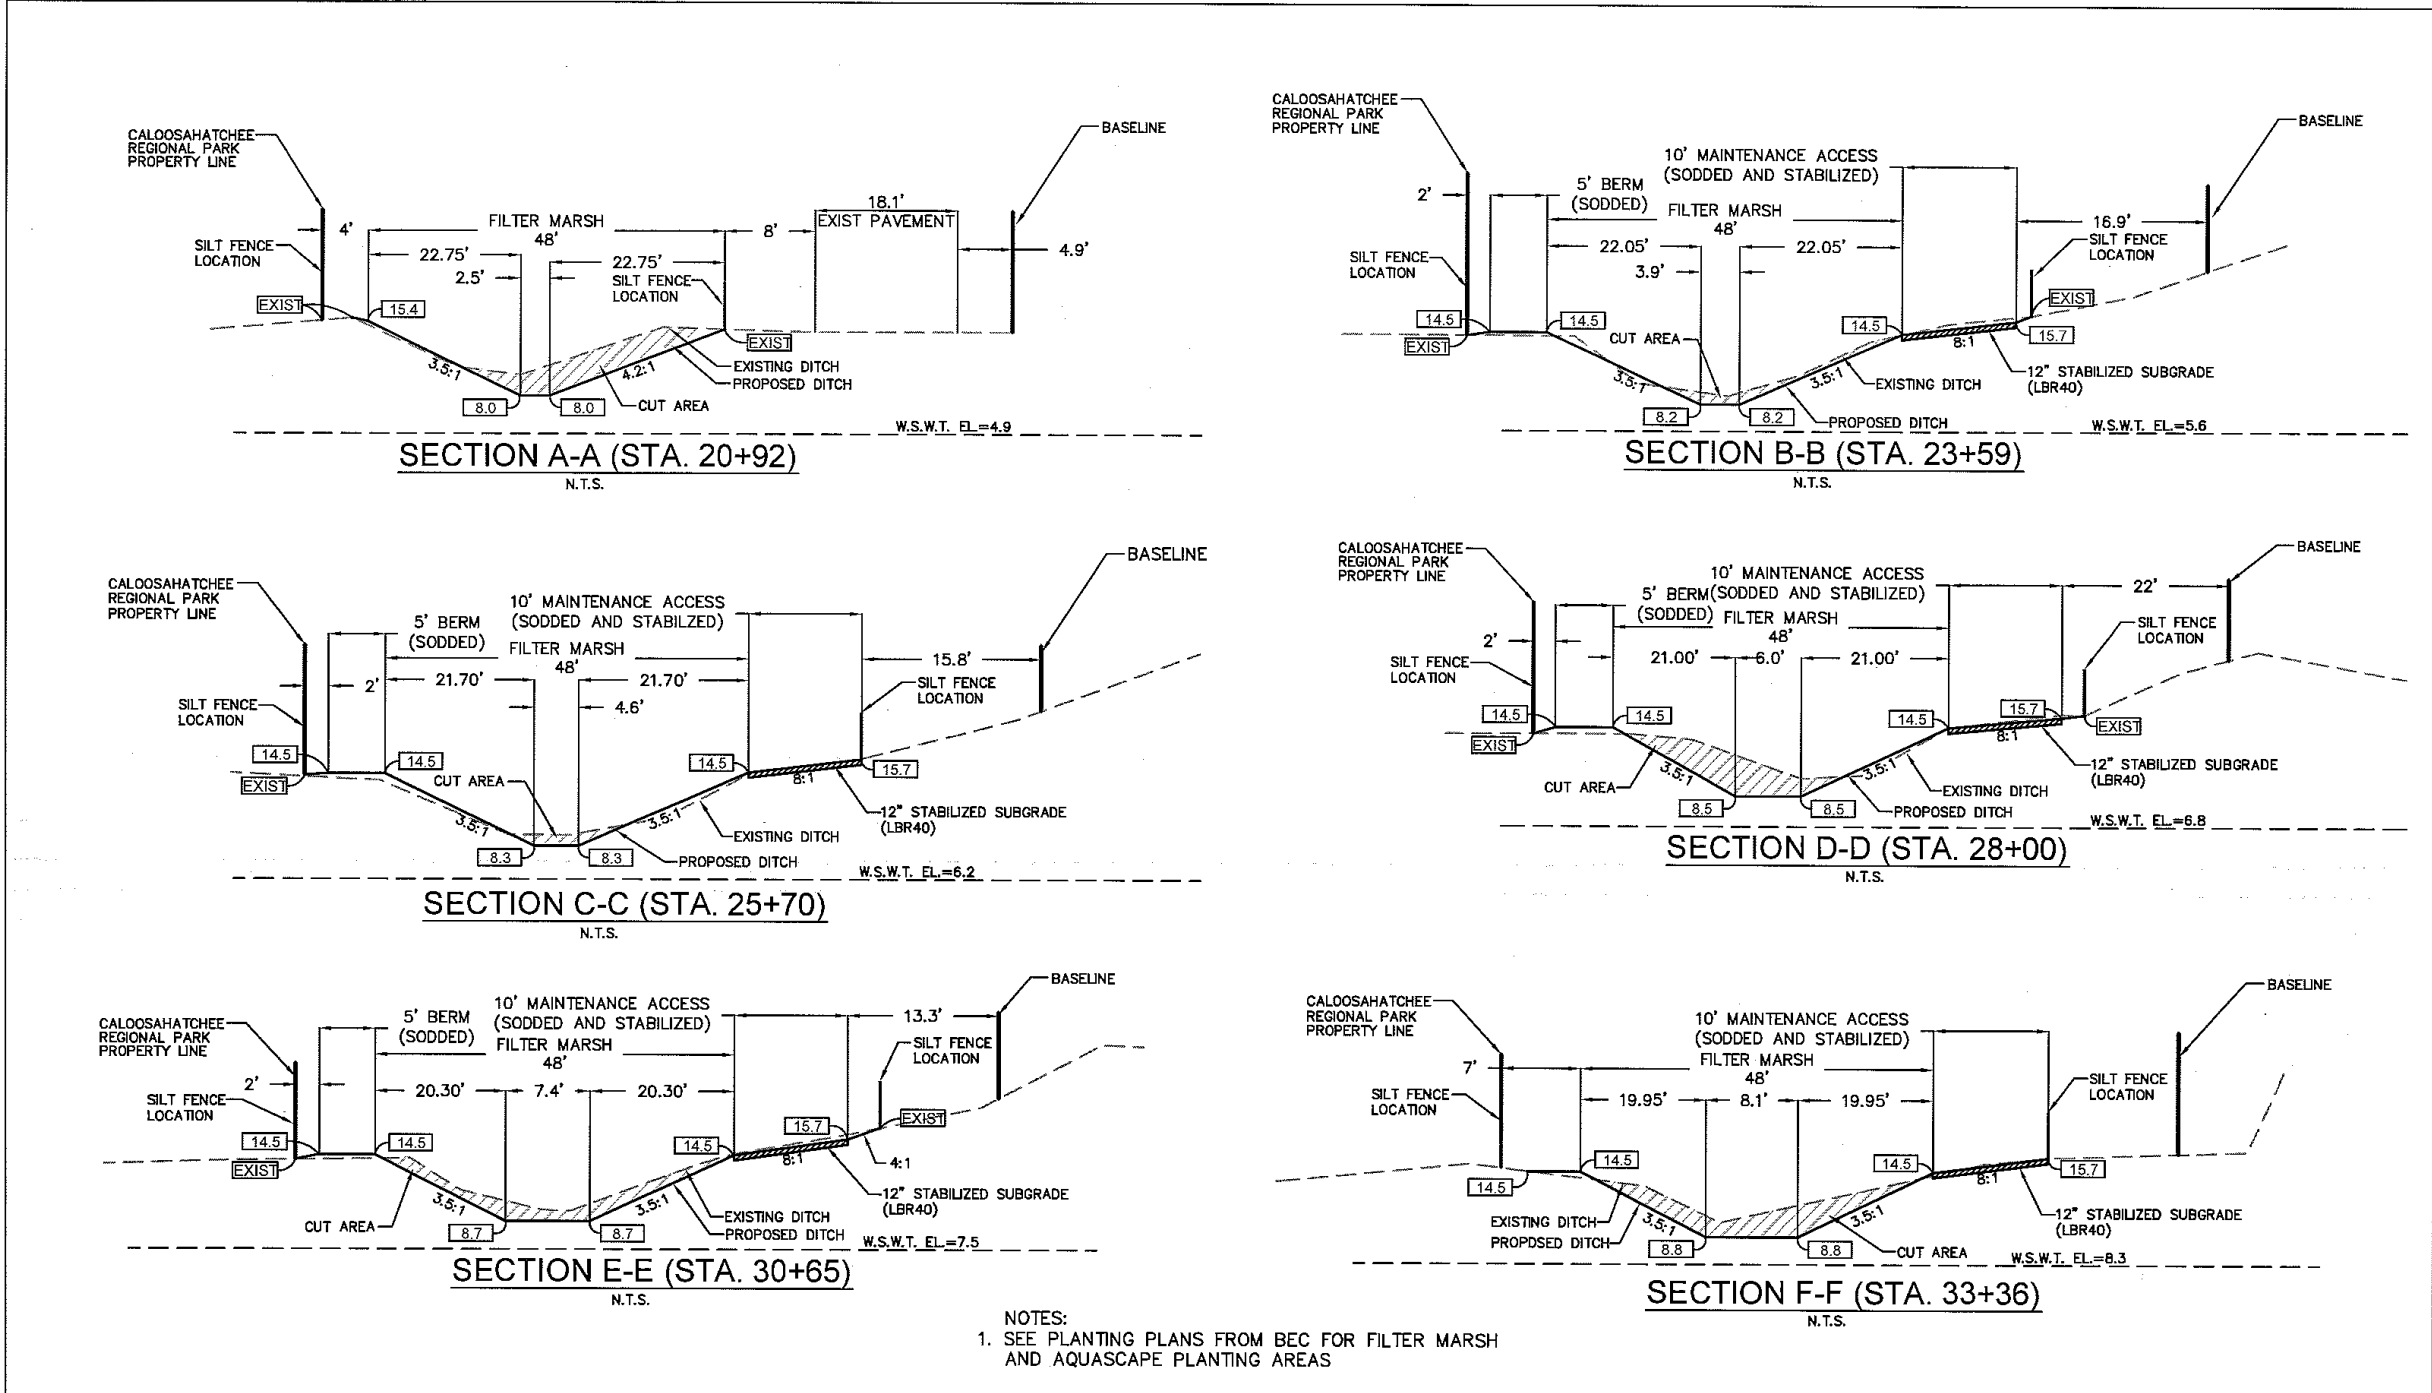 CALOOSAHATCHEE
REGIONAL PARK
PROPERTY LINE
BASELINE
4'
FILTER MARSH
48'
8'
18.1'
EXIST PAVEMENT
4.9'
SILT FENCE
LOCATION
22.75'
22.75'
2.5'
SILT FENCE
LOCATION
EXIST
15.4
EXIST
3.5:1
4.2:1
EXISTING DITCH
PROPOSED DITCH
8.0
8.0
CUT AREA
W.S.W.T. EL.=4.9
SECTION A-A (STA. 20+92)
N.T.S.
CALOOSAHATCHEE
REGIONAL PARK
PROPERTY LINE
BASELINE
10' MAINTENANCE ACCESS
(SODDED AND STABILIZED)
2'
5' BERM
(SODDED)
FILTER MARSH
48'
16.9'
SILT FENCE
LOCATION
22.05'
22.05'
3.9'
SILT FENCE
LOCATION
EXIST
14.5
14.5
14.5
15.7
EXIST
CUT AREA
8:1
3.5:1
3.5:1
EXISTING DITCH
12" STABILIZED SUBGRADE
(LBR40)
8.2
8.2
PROPOSED DITCH
W.S.W.T. EL.=5.6
SECTION B-B (STA. 23+59)
N.T.S.
CALOOSAHATCHEE
REGIONAL PARK
PROPERTY LINE
BASELINE
5' BERM
(SODDED)
10' MAINTENANCE ACCESS
(SODDED AND STABILZED)
FILTER MARSH
48'
15.8'
2'
21.70'
21.70'
SILT FENCE
LOCATION
SILT FENCE
LOCATION
4.6'
14.5
14.5
14.5
15.7
EXIST
CUT AREA
8:1
3.5:1
3.5:1
12" STABILIZED SUBGRADE
(LBR40)
EXISTING DITCH
8.3
8.3
PROPOSED DITCH
W.S.W.T. EL.=6.2
SECTION C-C (STA. 25+70)
N.T.S.
CALOOSAHATCHEE
REGIONAL PARK
PROPERTY LINE
BASELINE
10' MAINTENANCE ACCESS
5' BERM(SODDED AND STABILIZED)
(SODDED)
FILTER MARSH
48'
22'
2'
SILT FENCE
LOCATION
21.00'
6.0'
21.00'
SILT FENCE
LOCATION
14.5
14.5
14.5
15.7
EXIST
EXIST
8:1
CUT AREA
3.5:1
3.5:1
12" STABILIZED SUBGRADE
(LBR40)
EXISTING DITCH
8.5
8.5
PROPOSED DITCH
W.S.W.T. EL.=6.8
SECTION D-D (STA. 28+00)
N.T.S.
CALOOSAHATCHEE
REGIONAL PARK
PROPERTY LINE
BASELINE
5' BERM
(SODDED)
10' MAINTENANCE ACCESS
(SODDED AND STABILIZED)
FILTER MARSH
48'
13.3'
SILT FENCE
LOCATION
2'
20.30'
7.4'
20.30'
SILT FENCE
LOCATION
14.5
14.5
14.5
15.7
EXIST
EXIST
8:1
4:1
3.5:1
3.5:1
12" STABILIZED SUBGRADE
(LBR40)
CUT AREA
8.7
8.7
EXISTING DITCH
PROPOSED DITCH
W.S.W.T. EL.=7.5
SECTION E-E (STA. 30+65)
N.T.S.
CALOOSAHATCHEE
REGIONAL PARK
PROPERTY LINE
BASELINE
10' MAINTENANCE ACCESS
(SODDED AND STABILIZED)
FILTER MARSH
48'
7'
SILT FENCE
LOCATION
19.95'
8.1'
19.95'
SILT FENCE
LOCATION
14.5
14.5
14.5
15.7
8:1
EXISTING DITCH
PROPDSED DITCH
3.5:1
3.5:1
12" STABILIZED SUBGRADE
(LBR40)
8.8
8.8
CUT AREA
W.S.W.T. EL.=8.3
SECTION F-F (STA. 33+36)
N.T.S.
NOTES:
1. SEE PLANTING PLANS FROM BEC FOR FILTER MARSH
AND AQUASCAPE PLANTING AREAS